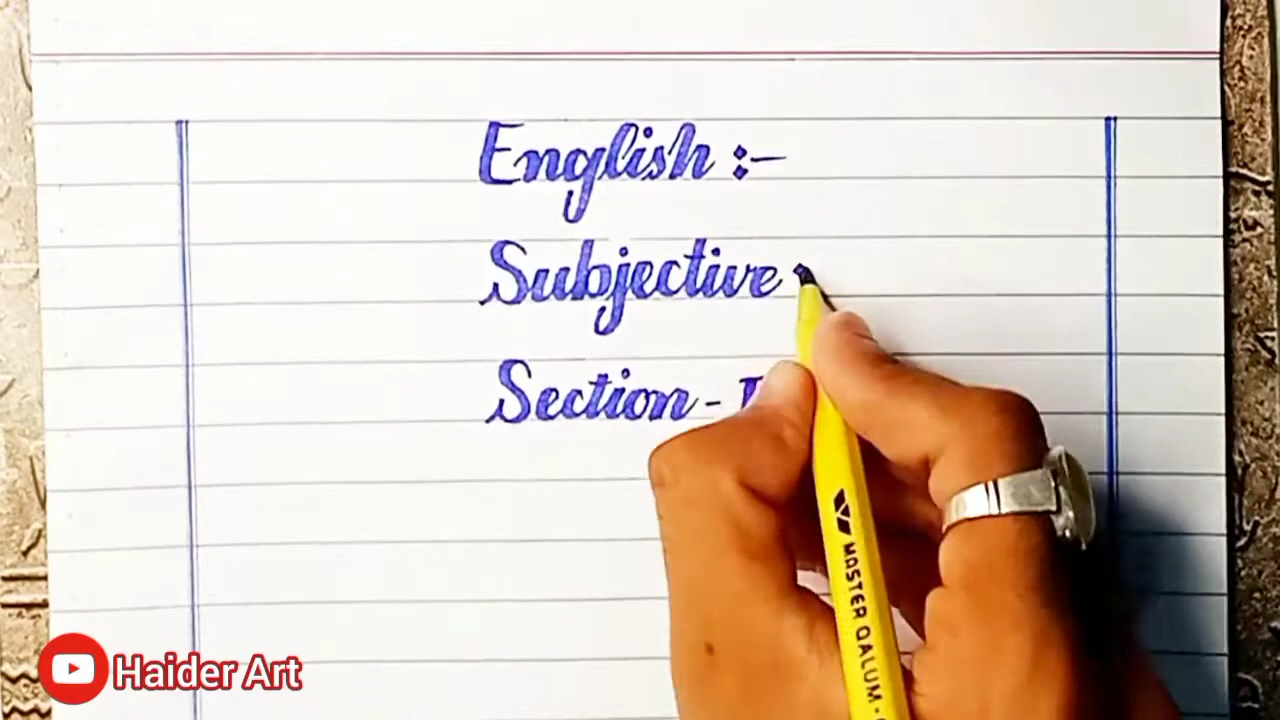 English :-
Subjective
Section -
MASTER QALUM
Haider Art